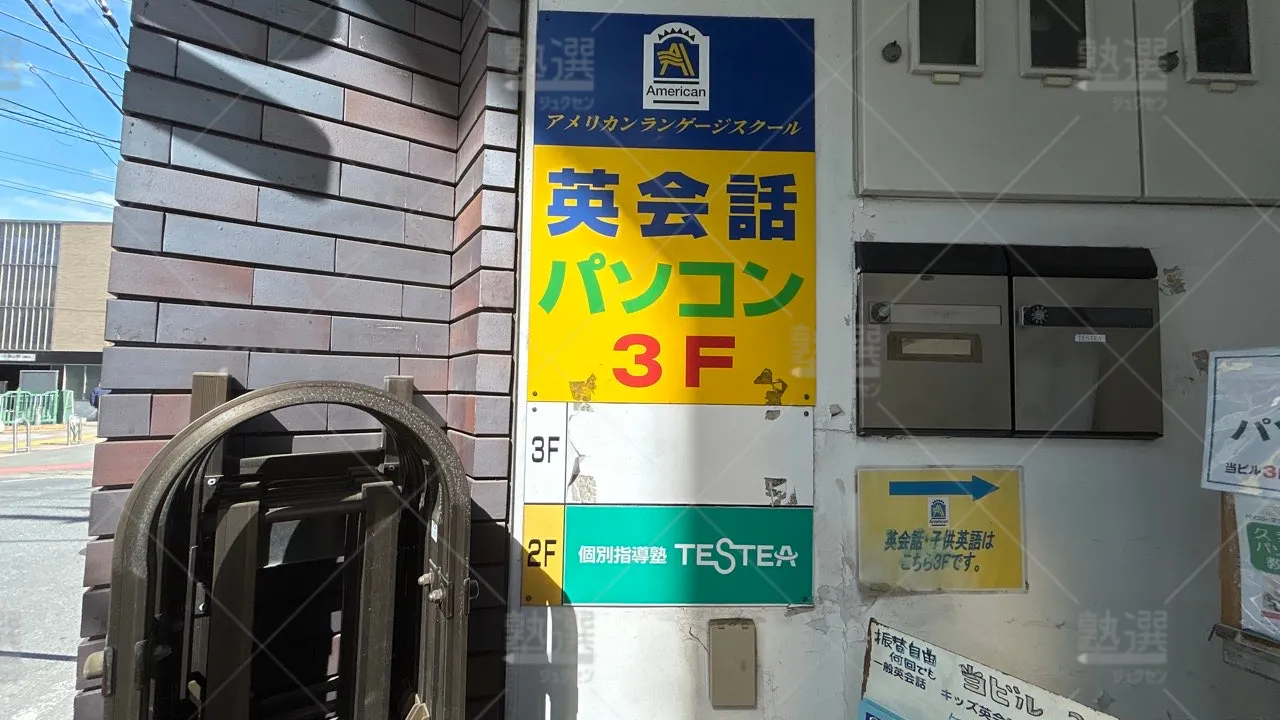 American
アメリカンランゲージスクール
英会話
パソコン
3F
3F
2F 個別指導塾 TESTEA
TESTEA
American
英会話・子供英語は
こちら3Fです。
当ビル3
振替自由
何回でも
一般英会話
当ビル
キッズ英会
塾選
ジュクセン